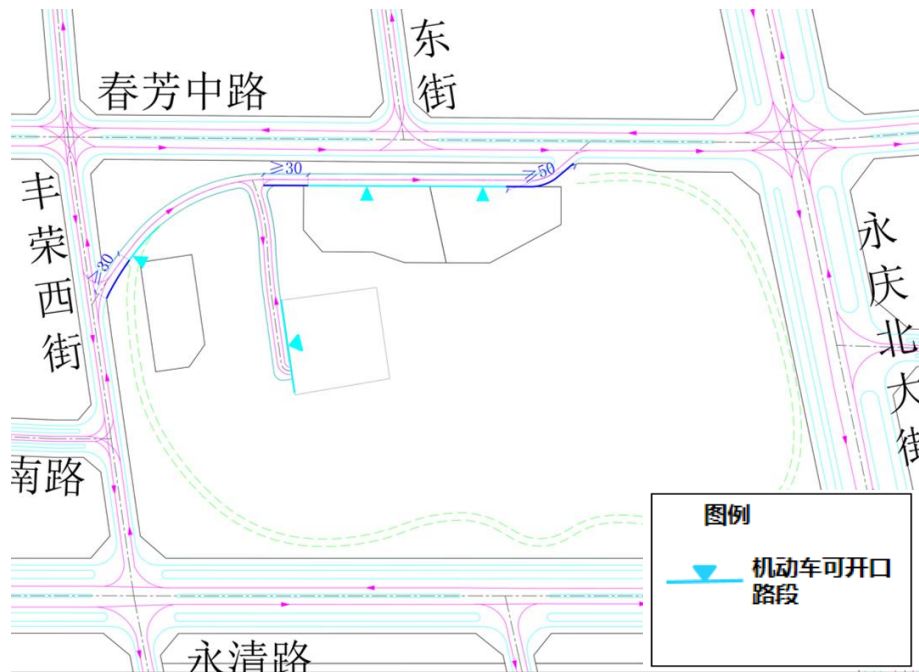 东街
春芳中路
≥30
≥50
丰荣西街
≥30
永庆北大街
南路
图例
机动车可开口
路段
永清路